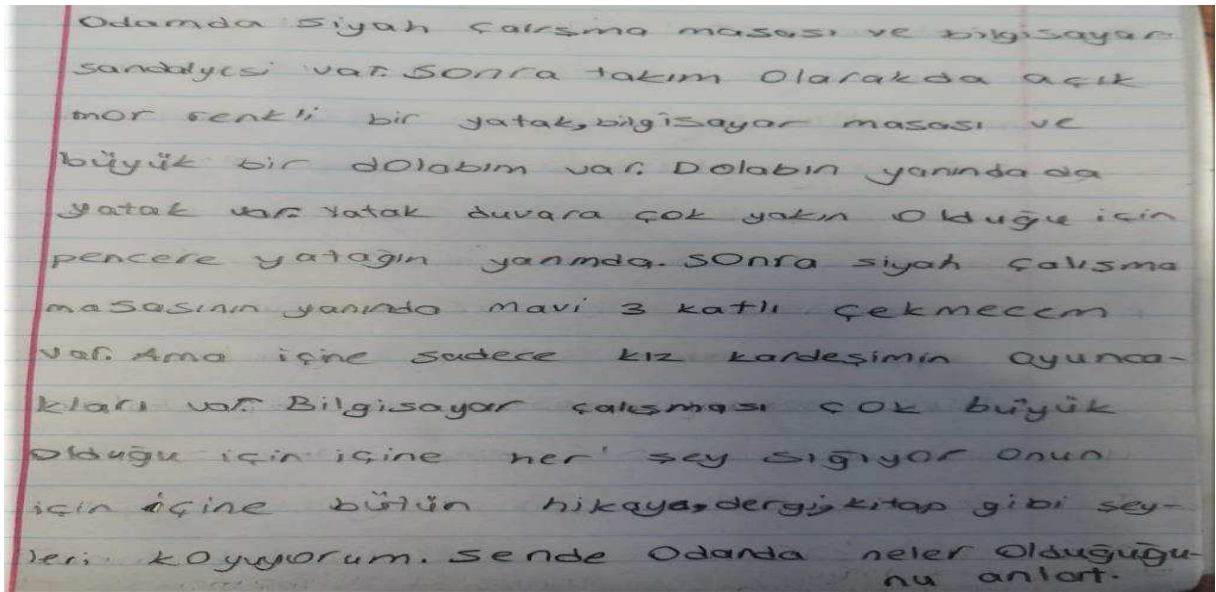 Odamda siyah çalışma masası ve bilgisayar
sandalyesi var. Sonra takım olarakda açık
mor renkli bir yatak, bilgisayar masası ve
büyük bir dolabım var. Dolabın yanında da
yatak var. Yatak duvara çok yakın olduğu için
pencere yatağın yanında. Sonra siyah çalışma
masasının yanında mavi 3 katlı çekmecem
var. Ama içine sadece kız kardeşimin oyunca-
kları var. Bilgisayar çalışması çok büyük
olduğu için içine her şey sığıyor onun
için içine bütün hikaye, dergi, kitap gibi şey-
leri koyuyorum. Sende odanda neler olduğuğu-
nu anlart.